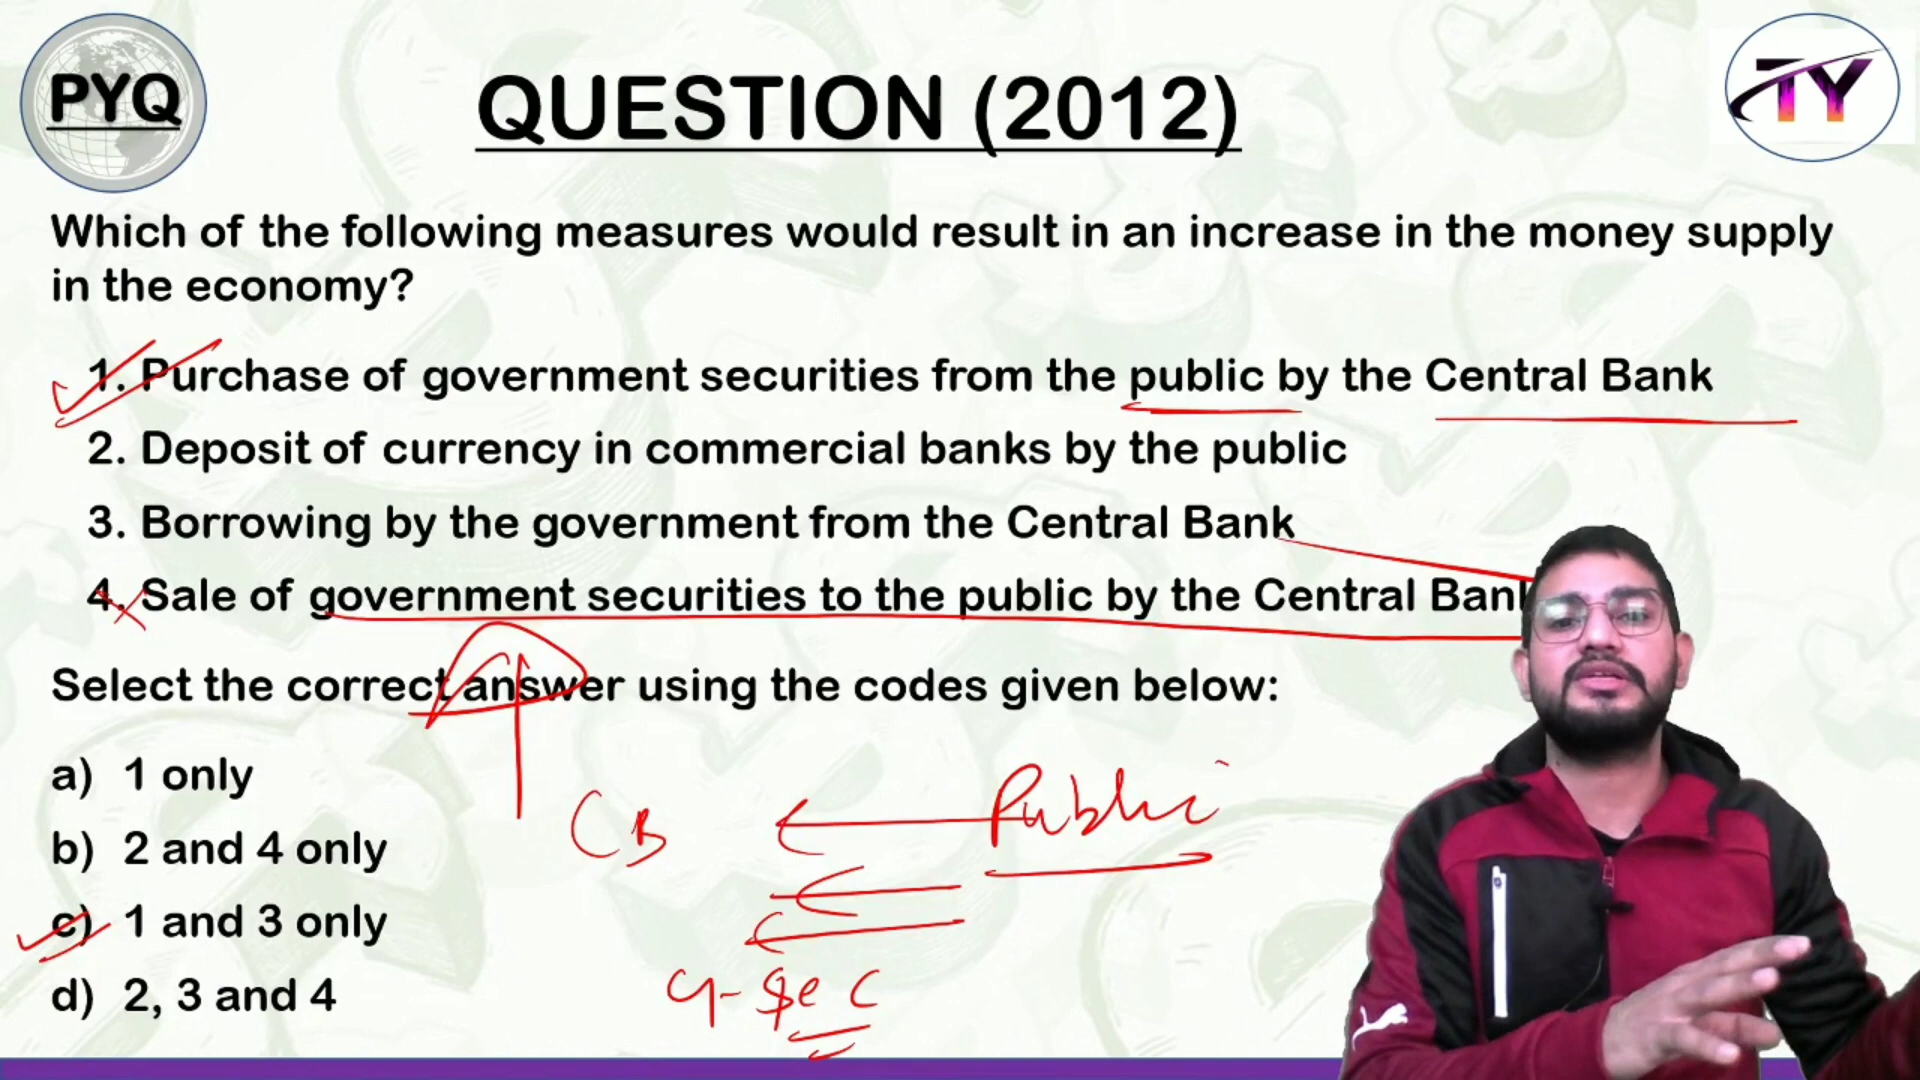 PYQ
QUESTION (2012)
TY
Which of the following measures would result in an increase in the money supply
in the economy?
1. Purchase of government securities from the public by the Central Bank
2. Deposit of currency in commercial banks by the public
3. Borrowing by the government from the Central Bank
4. Sale of government securities to the public by the Central Bank
Select the correct answer using the codes given below:
a) 1 only
b) 2 and 4 only
c) 1 and 3 only
d) 2, 3 and 4
CB Public
G-Sec